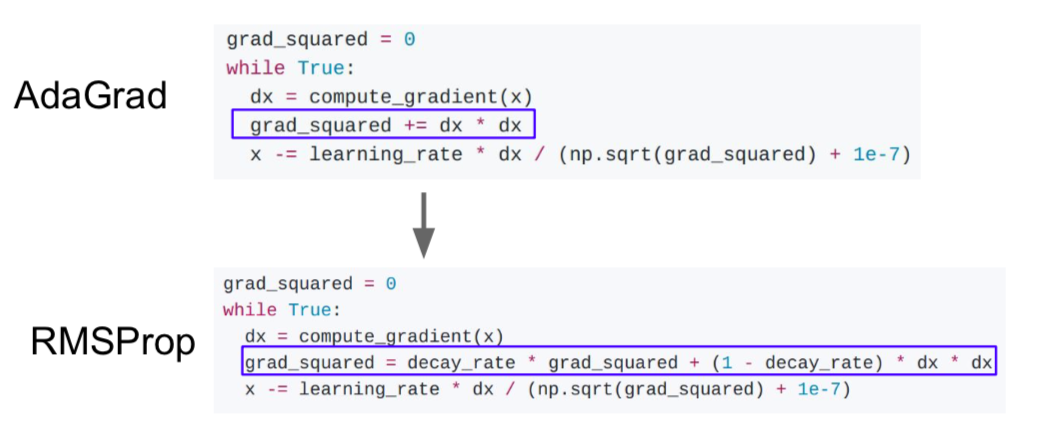 AdaGrad
grad_squared = 0
while True:
dx = compute_gradient(x)
grad_squared += dx * dx
x -= learning_rate * dx / (np.sqrt(grad_squared) + 1e-7)
RMSProp
grad_squared = 0
while True:
dx = compute_gradient(x)
grad_squared = decay_rate * grad_squared + (1 - decay_rate) * dx * dx
x -= learning_rate * dx / (np.sqrt(grad_squared) + 1e-7)